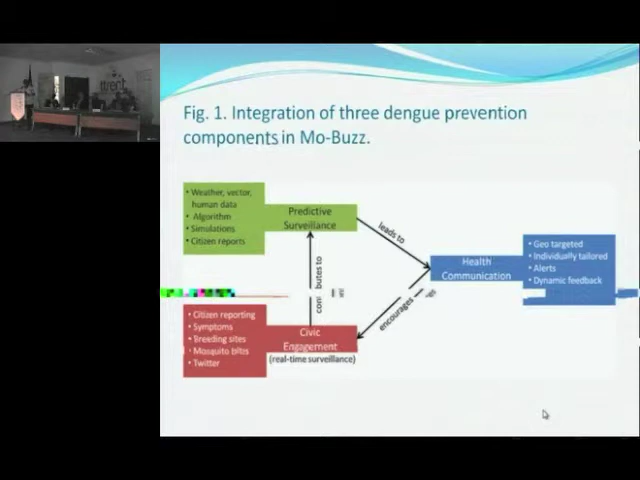 Fig. 1. Integration of three dengue prevention
components in Mo-Buzz.
• Weather, vector,
human data
• Algorithm
• Simulations
• Citizen reports
Predictive
Surveillance
leads to
Health
Communication
• Geo targeted
• Individually tailored
• Alerts
• Dynamic feedback
encourages
• Citizen reporting
• Symptoms
• Breeding sites
• Mosquito bites
• Twitter
Civic
Engagement
(real-time surveillance)